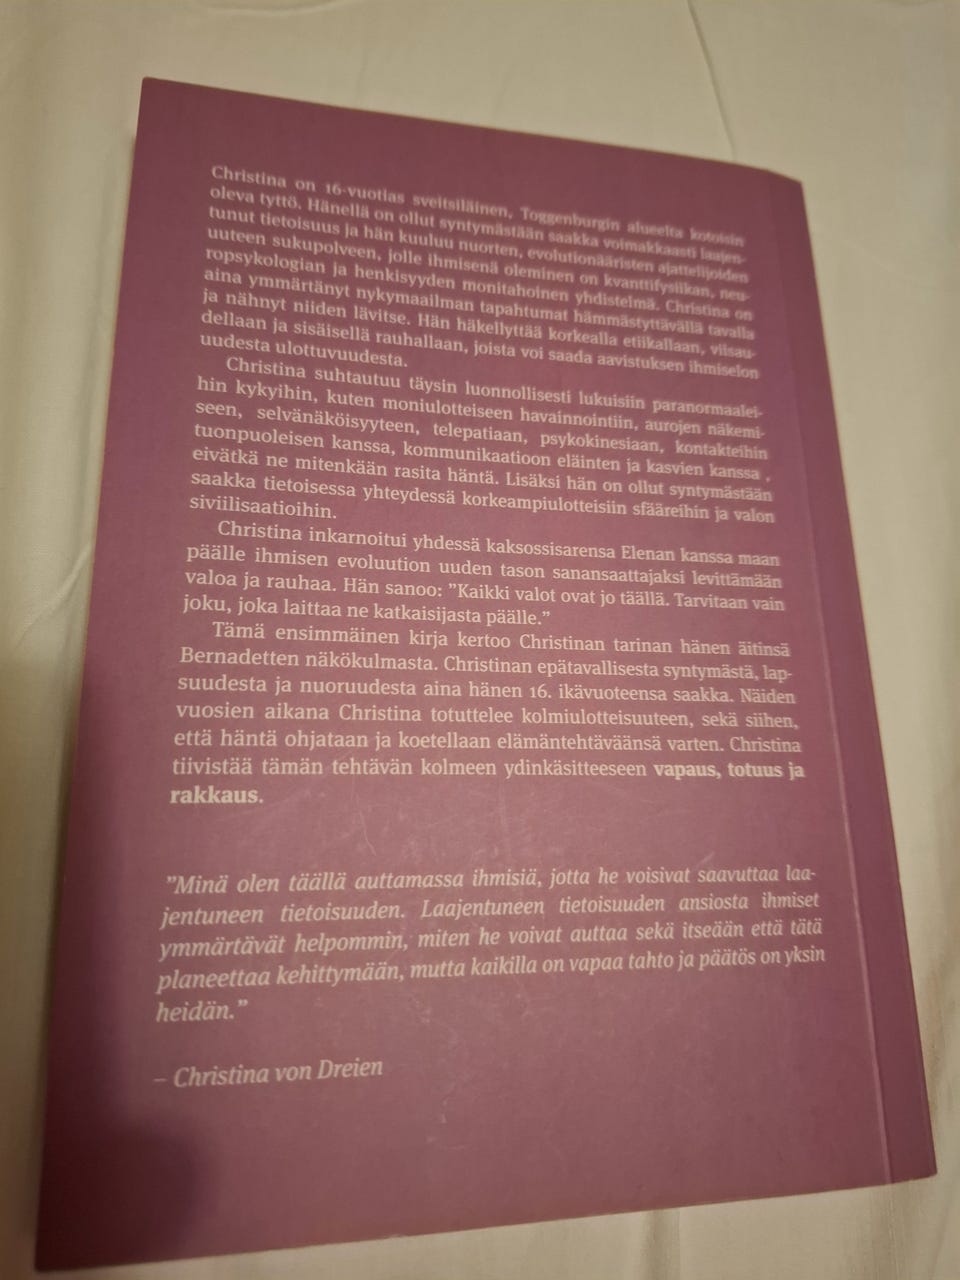 Christina on 16-vuotias sveitsiläinen, Toggenburgin alueelta kotoisin
oleva tyttö. Hänellä on ollut syntymästään saakka voimakkaasti laajen-
tunut tietoisuus ja hän kuuluu nuorten, evolutionääristen ajattelijoiden
uuteen sukupolveen, jolle ihmisenä oleminen on kvanttifysiikan, neu-
ropsykologian ja henkisyyden monitahoinen yhdistelmä. Christina on
aina ymmärtänyt nykymaailman tapahtumat hämmästyttävällä tavalla
ja nähnyt niiden lävitse. Hän häkellyttää korkealla etiikallaan, viisau-
dellaan ja sisäisellä rauhallaan, joista voi saada aavistuksen ihmiselon
uudesta ulottuvuudesta.
Christina suhtautuu täysin luonnollisesti lukuisiin paranormaalei-
hin kykyihin, kuten moniulotteiseen havainnointiin, aurojen näkemi-
seen, selvänäköisyyteen, telepatiaan, psykokinesiaan, kontakteihin
tuonpuoleisen kanssa, kommunikaatioon eläinten ja kasvien kanssa ,
eivätkä ne mitenkään rasita häntä. Lisäksi hän on ollut syntymästään
saakka tietoisessa yhteydessä korkeampiulotteisiin sfääreihin ja valon
siviilisaatioihin.
Christina inkarnoitui yhdessä kaksossisarensa Elenan kanssa maan
päälle ihmisen evoluution uuden tason sanansaattajaksi levittämään
valoa ja rauhaa. Hän sanoo: ”Kaikki valot ovat jo täällä. Tarvitaan vain
joku, joka laittaa ne katkaisijasta päälle.”
Tämä ensimmäinen kirja kertoo Christinan tarinan hänen äitinsä
Bernadetten näkökulmasta. Christinan epätavallisesta syntymästä, lap-
suudesta ja nuoruudesta aina hänen 16. ikävuoteensa saakka. Näiden
vuosien aikana Christina totuttelee kolmiulotteisuuteen, sekä siihen,
että häntä ohjataan ja koetellaan elämäntehtäväänsä varten. Christina
tiivistää tämän tehtävän kolmeen ydinkäsitteeseen vapaus, totuus ja
rakkaus.
”Minä olen täällä auttamassa ihmisiä, jotta he voisivat saavuttaa laa-
jentuneen tietoisuuden. Laajentuneen tietoisuuden ansiosta ihmiset
ymmärtävät helpommin, miten he voivat auttaa sekä itseään että tätä
planeettaa kehittymään, mutta kaikilla on vapaa tahto ja päätös on yksin
heidän.”
– Christina von Dreien